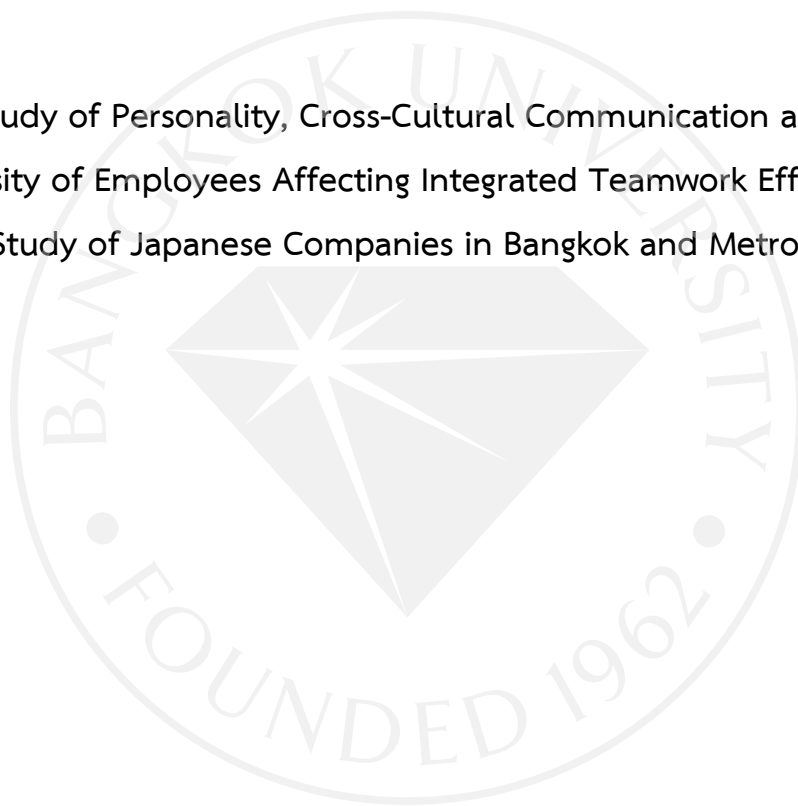 udy of Personality, Cross-Cultural Communication a
sity of Employees Affecting Integrated Teamwork Eff
Study of Japanese Companies in Bangkok and Metro
BANGKOK UNIVERSITY
• FOUNDED 1962 •